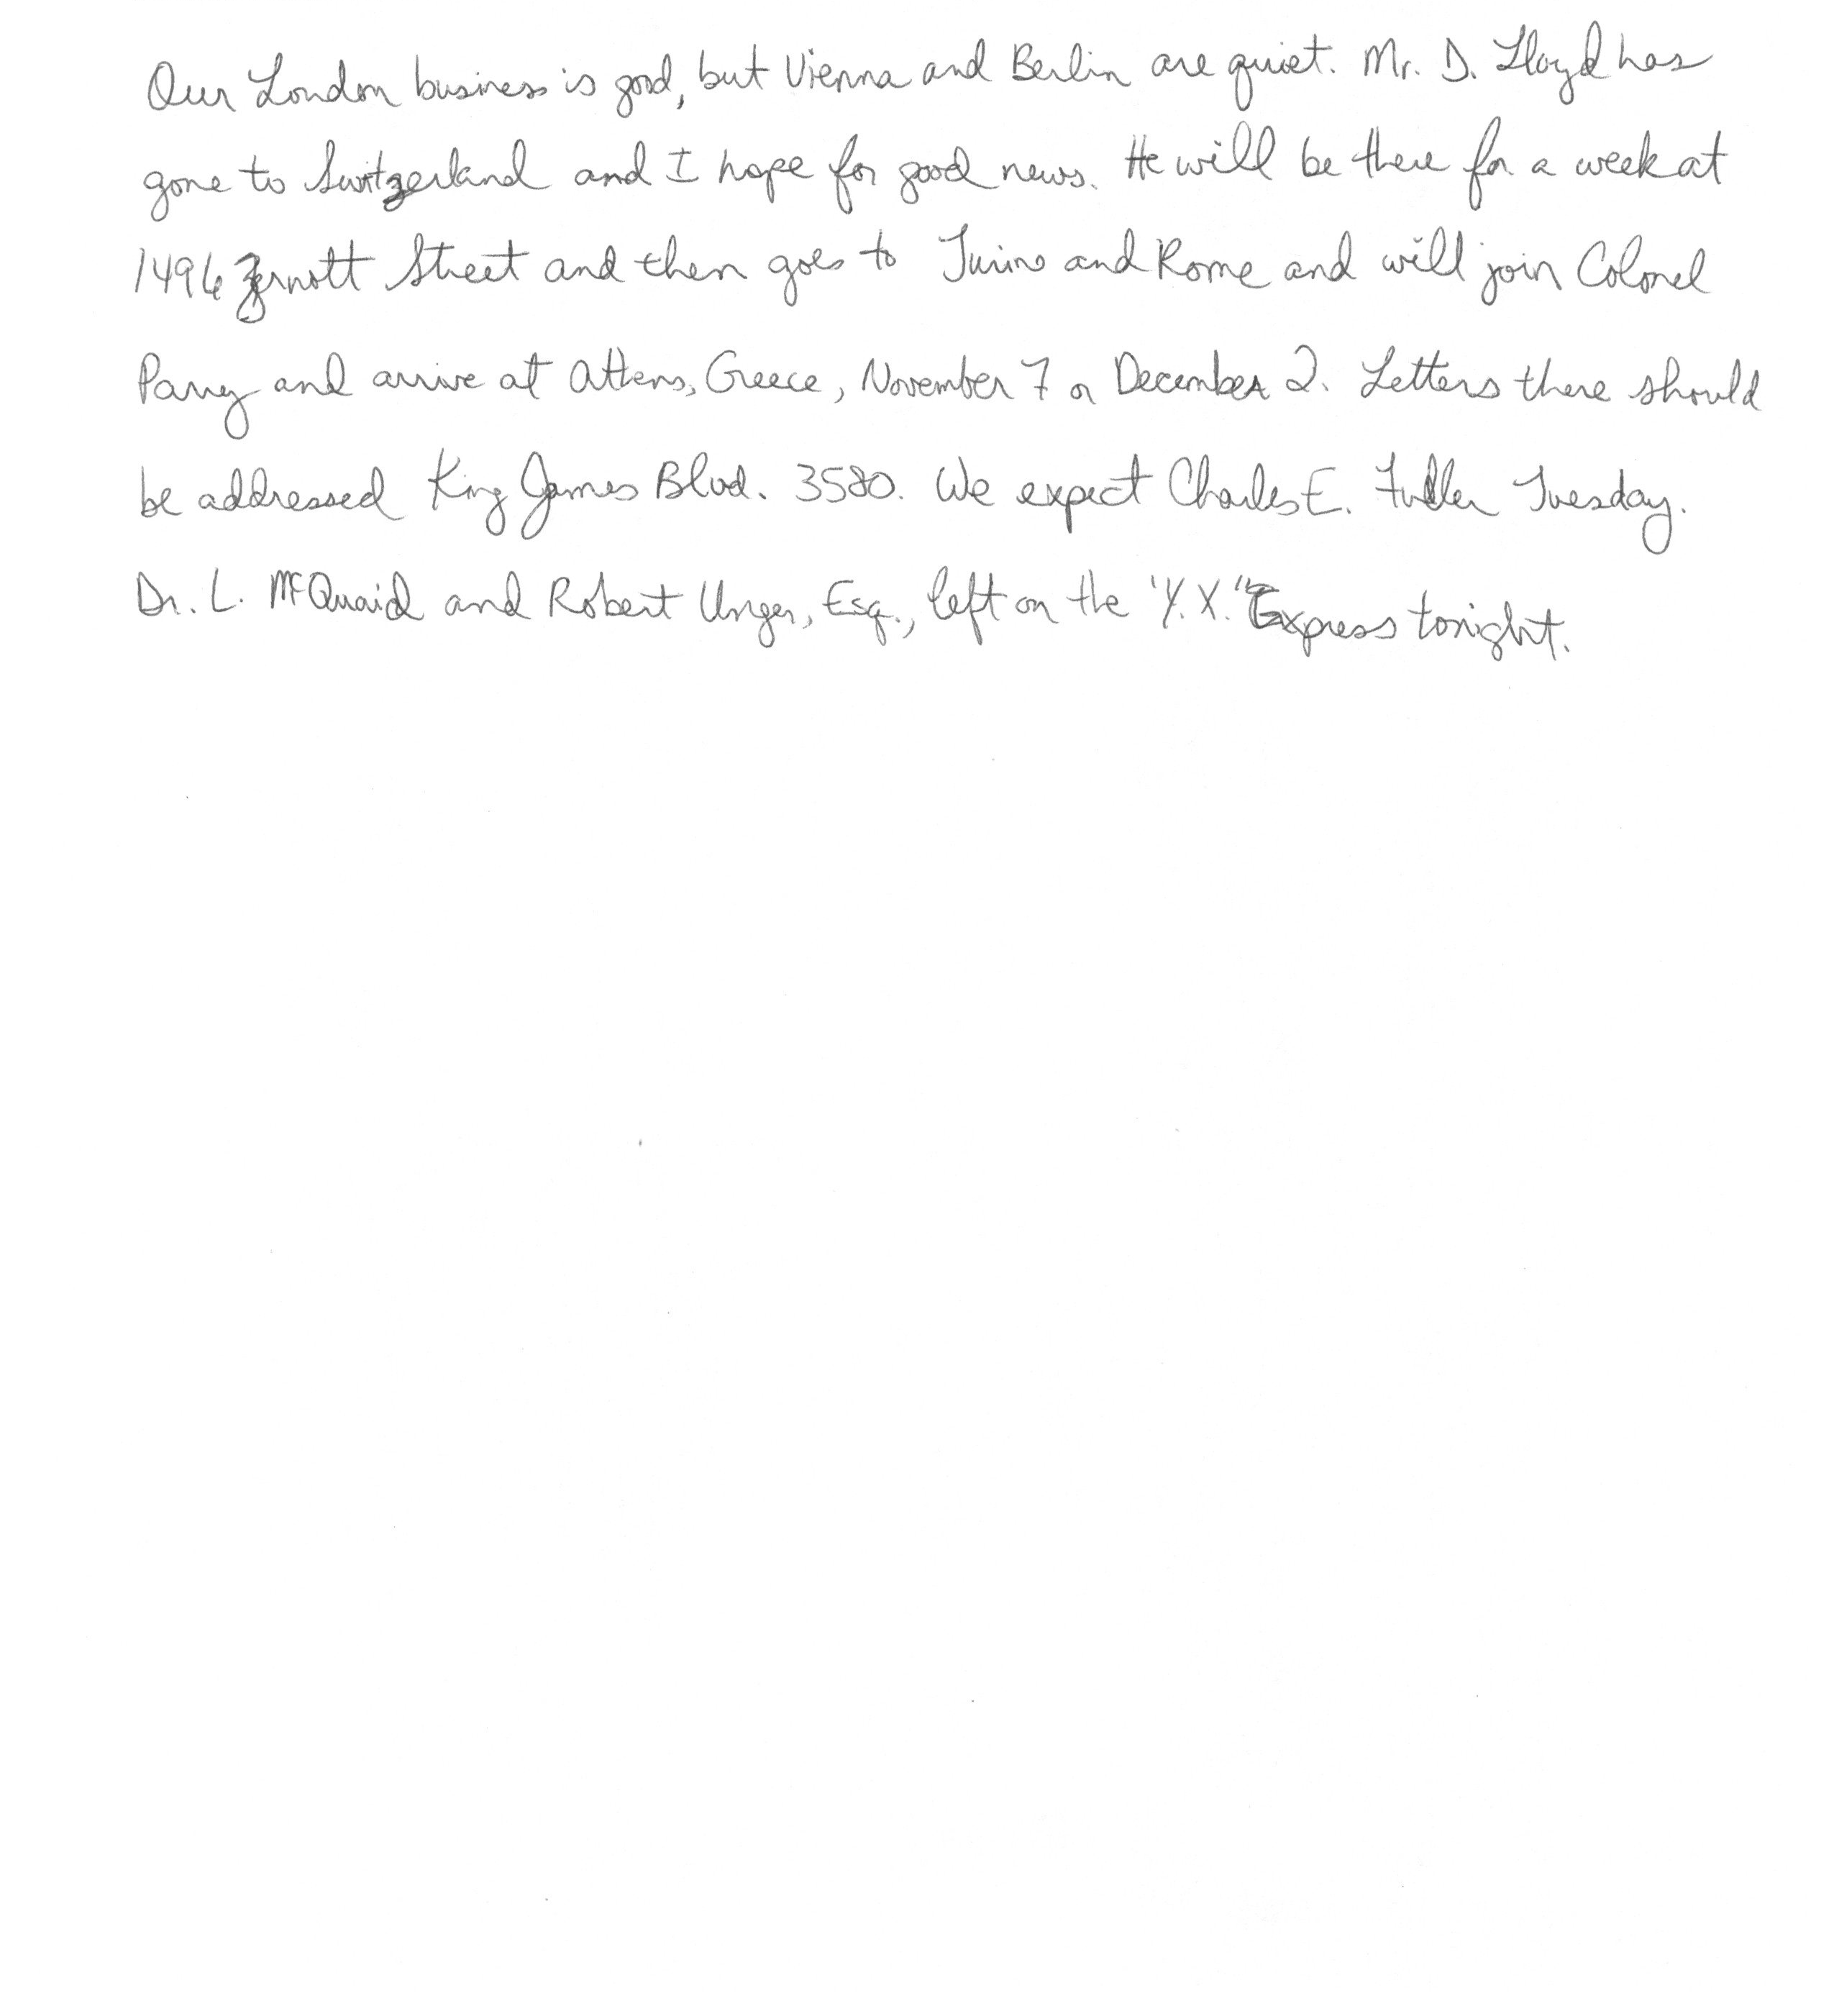 Our London business is good, but Vienna and Berlin are quiet. Mr. D. Lloyd has
gone to Switzerland and I hope for good news. He will be there for a week at
1496 Zermott Street and then goes to Turin and Rome and will join Colonel
Parry and arrive at Athens, Greece, November 7 or December 2. Letters there should
be addressed King James Blvd. 3580. We expect Charles E. Fuller Tuesday.
Dr. L. McQuaid and Robert Unger, Esq., left on the "Y.X." Express tonight.